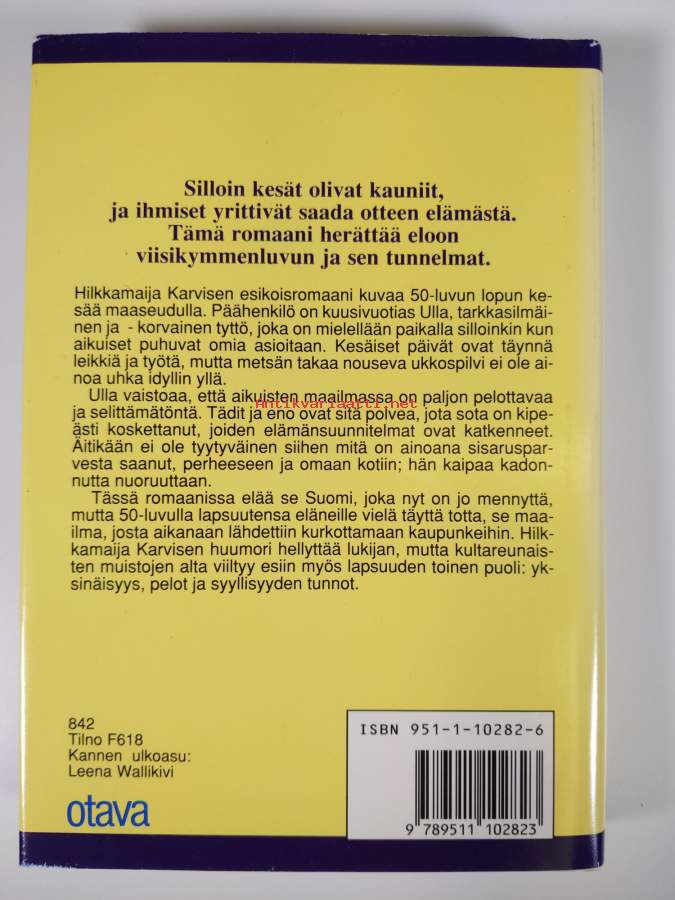 Silloin kesät olivat kauniit,
ja ihmiset yrittivät saada otteen elämästä.
Tämä romaani herättää eloon
viisikymmenluvun ja sen tunnelmat.
Hilkkamaija Karvisen esikoisromaani kuvaa 50-luvun lopun ke-
sää maaseudulla. Päähenkilö on kuusivuotias Ulla, tarkkasilmäi-
nen ja - korvainen tyttö, joka on mielellään paikalla silloinkin kun
aikuiset puhuvat omia asioitaan. Kesäiset päivät ovat täynnä
leikkiä ja työtä, mutta metsän takaa nouseva ukkospilvi ei ole ai-
noa uhka idyllin yllä.
Ulla vaistoaa, että aikuisten maailmassa on paljon pelottavaa
Antikvariaatti.net
ja selittämätöntä. Tädit ja eno ovat sitä polvea, jota sota on kipe-
ästi koskettanut, joiden elämänsuunnitelmat ovat katkenneet.
Äitikään ei ole tyytyväinen siihen mitä on ainoana sisaruspar-
vesta saanut, perheeseen ja omaan kotiin; hän kaipaa kadon-
nutta nuoruuttaan.
Tässä romaanissa elää se Suomi, joka nyt on jo mennyttä,
mutta 50-luvulla lapsuutensa eläneille vielä täyttä totta, se maa-
ilma, josta aikanaan lähdettiin kurkottamaan kaupunkeihin. Hilk-
kamaija Karvisen huumori hellyttää lukijan, mutta kultareunais-
ten muistojen alta viiltyy esiin myös lapsuuden toinen puoli: yk-
sinäisyys, pelot ja syyllisyyden tunnot.
842
Tilno F618
Kannen ulkoasu:
Leena Wallikivi
otava
ISBN 951-1-10282-6
9 789511 102823